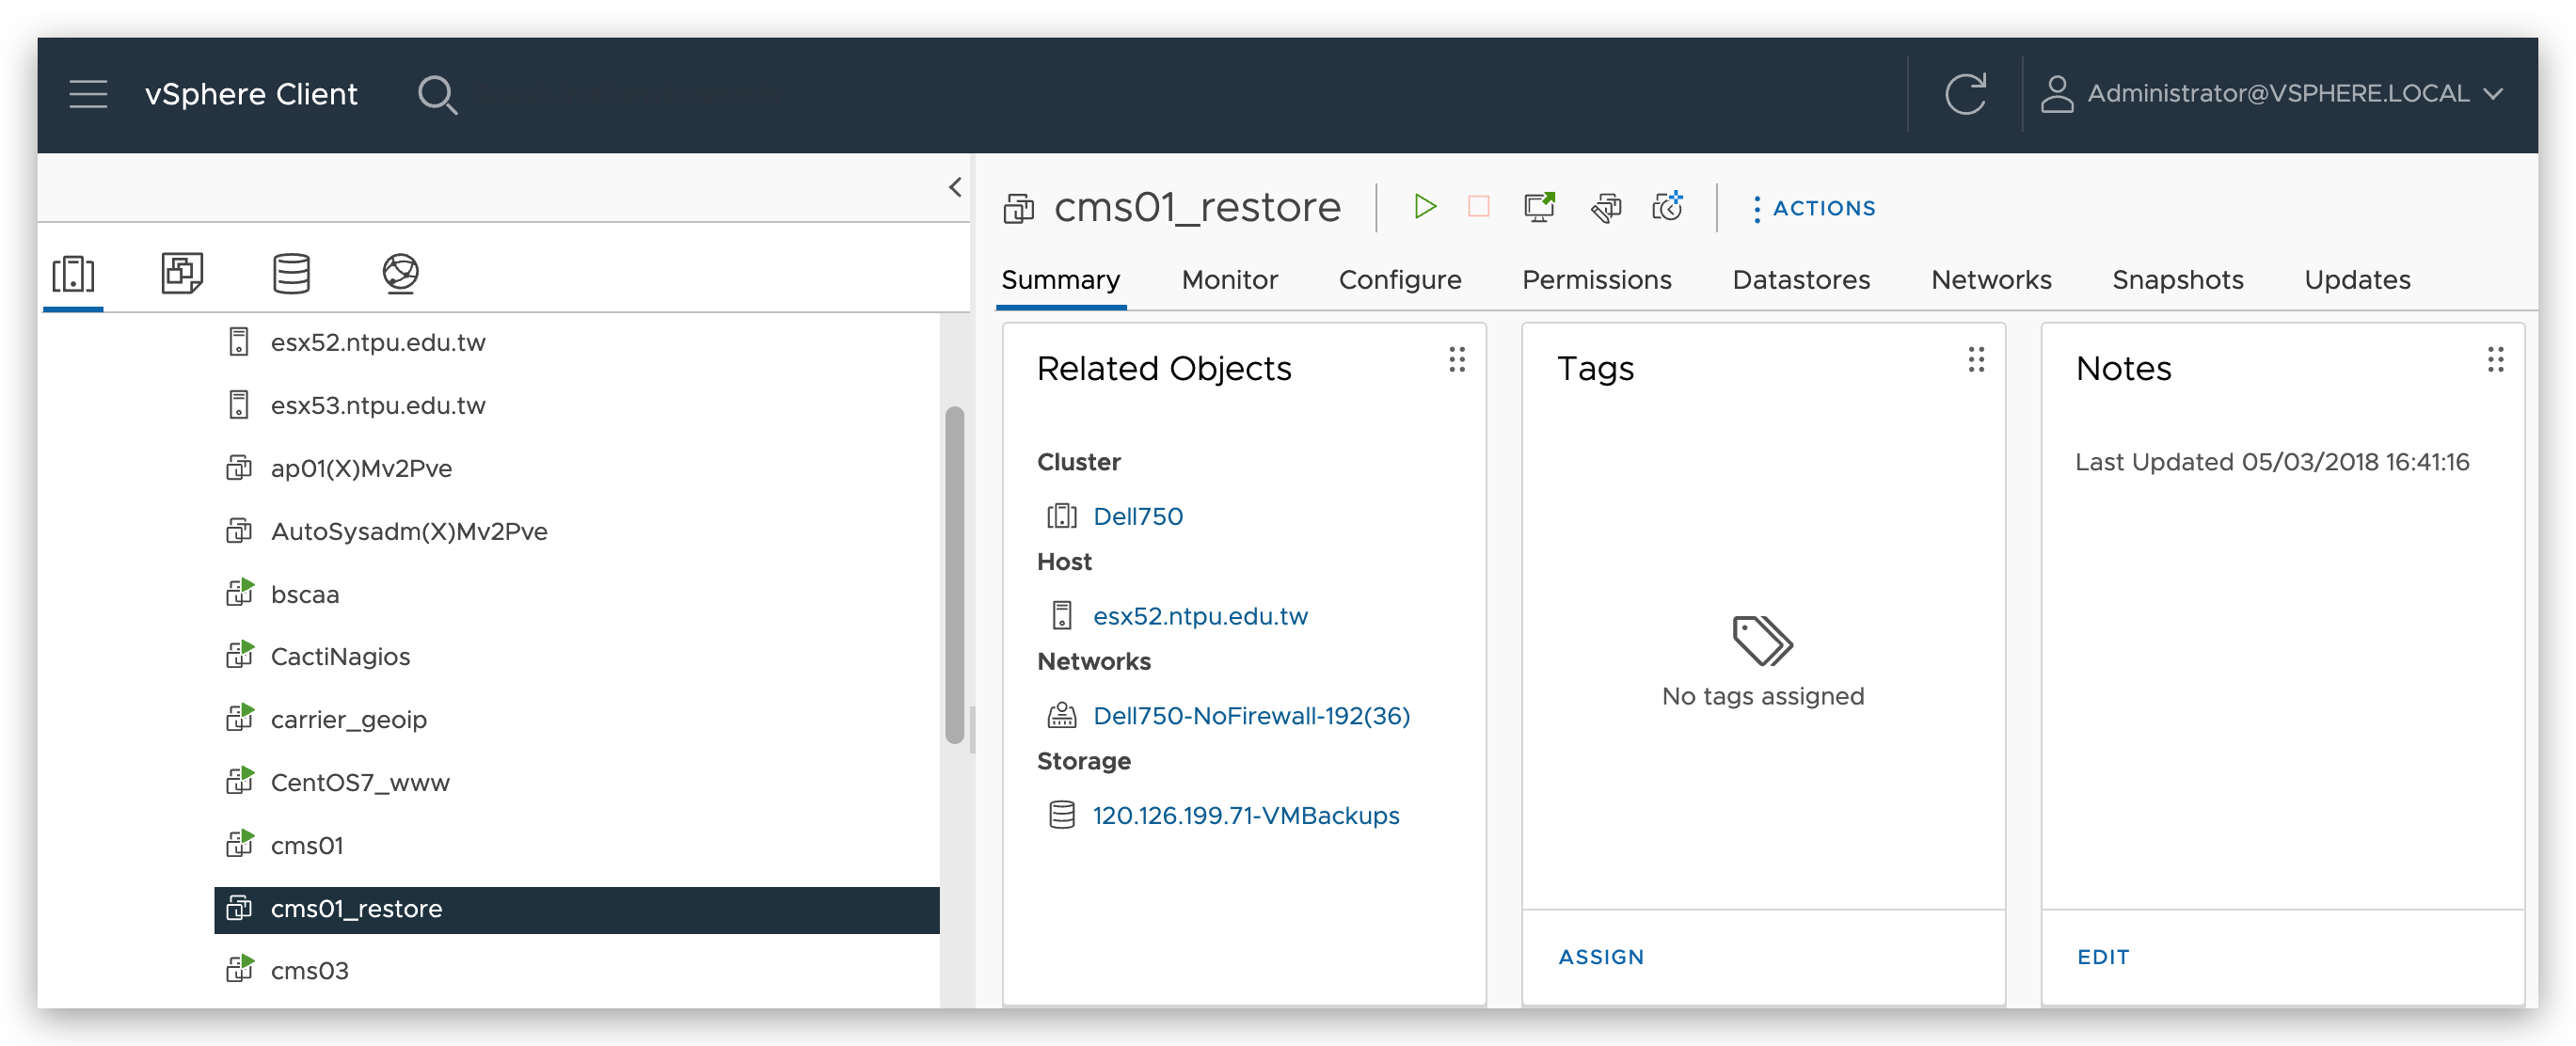 vSphere Client
Administrator@VSPHERE.LOCAL
esx52.ntpu.edu.tw
esx53.ntpu.edu.tw
ap01(X)Mv2Pve
AutoSysadm(X)Mv2Pve
bscaa
CactiNagios
carrier_geoip
CentOS7_www
cms01
cms01_restore
cms03
cms01_restore
ACTIONS
Summary Monitor Configure Permissions Datastores Networks Snapshots Updates
Related Objects
Cluster
Dell750
Host
esx52.ntpu.edu.tw
Networks
Dell750-NoFirewall-192(36)
Storage
120.126.199.71-VMBackups
Tags
No tags assigned
ASSIGN
Notes
Last Updated 05/03/2018 16:41:16
EDIT